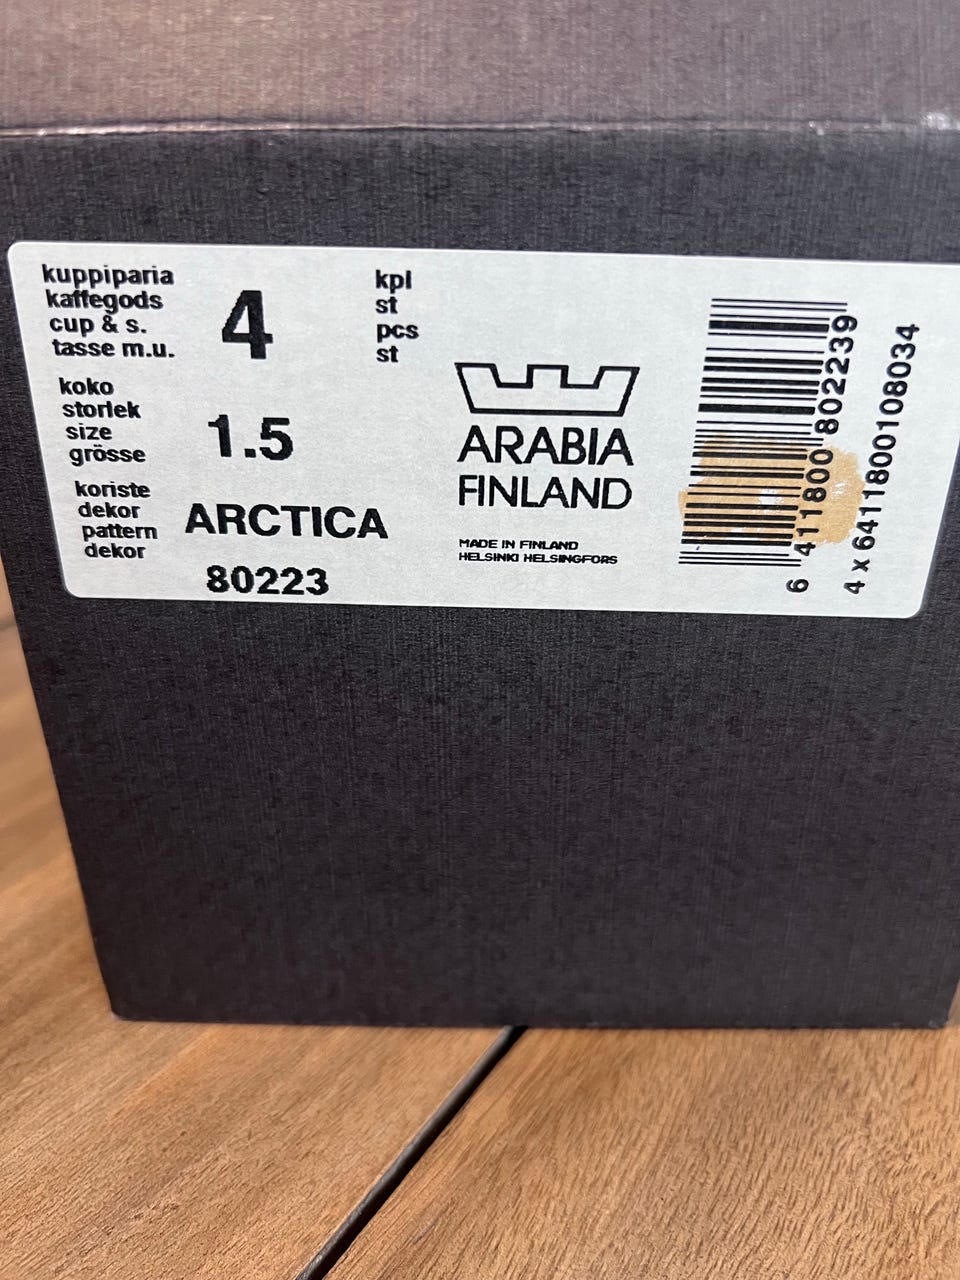 kuppiparia
kaffegods
cup & s.
tasse m.u.
4
kpl
st
pcs
st
koko
storlek
size
grösse
1.5
koriste
dekor
pattern
dekor
ARCTICA
80223
ARABIA
FINLAND
MADE IN FINLAND
HELSINKI HELSINGFORS
6 411800 802239
4 x 6411800108034